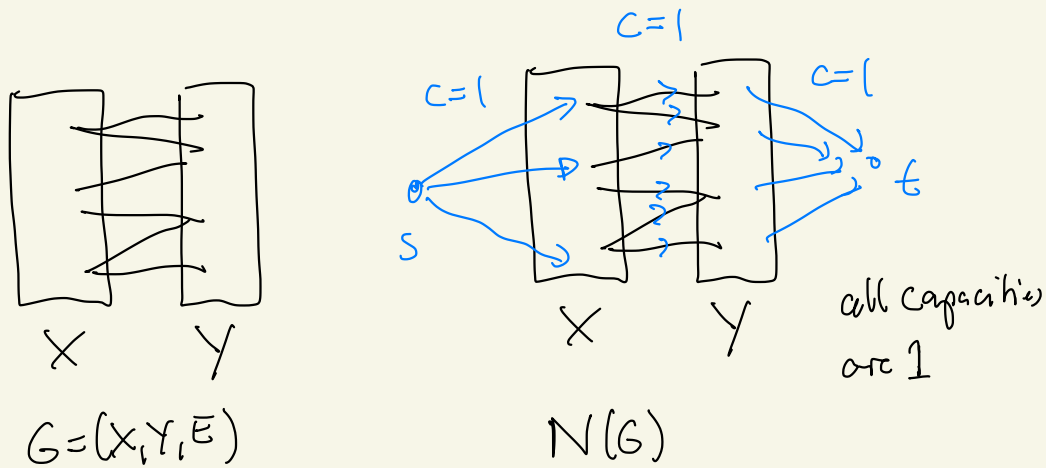 C=1
C=1
C=1
S
t
X
Y
X
Y
all capacities
are 1
G=(X,Y,E)
N(G)